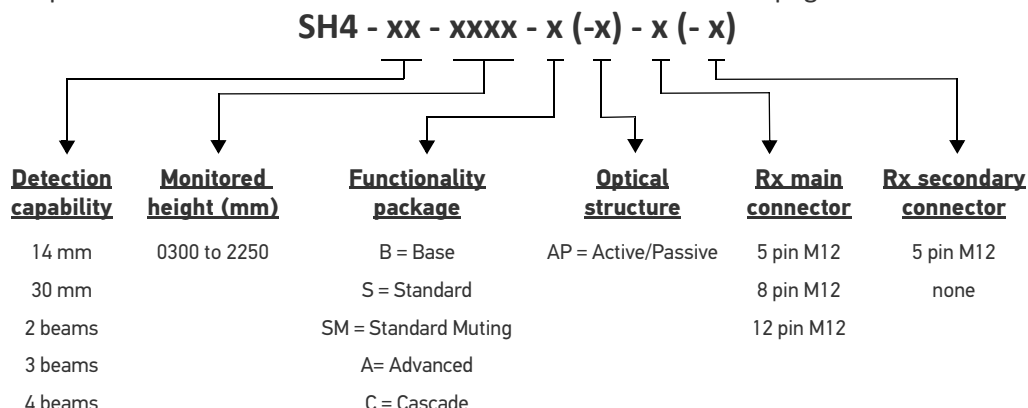 SH4 - xx - xxxx - x (-x) - x (- x)
Detection capability
Monitored height (mm)
Functionality package
Optical structure
Rx main connector
Rx secondary connector
14 mm
0300 to 2250
B = Base
AP = Active/Passive
5 pin M12
5 pin M12
30 mm
S = Standard
8 pin M12
none
2 beams
SM = Standard Muting
12 pin M12
3 beams
A= Advanced
4 beams
C = Cascade